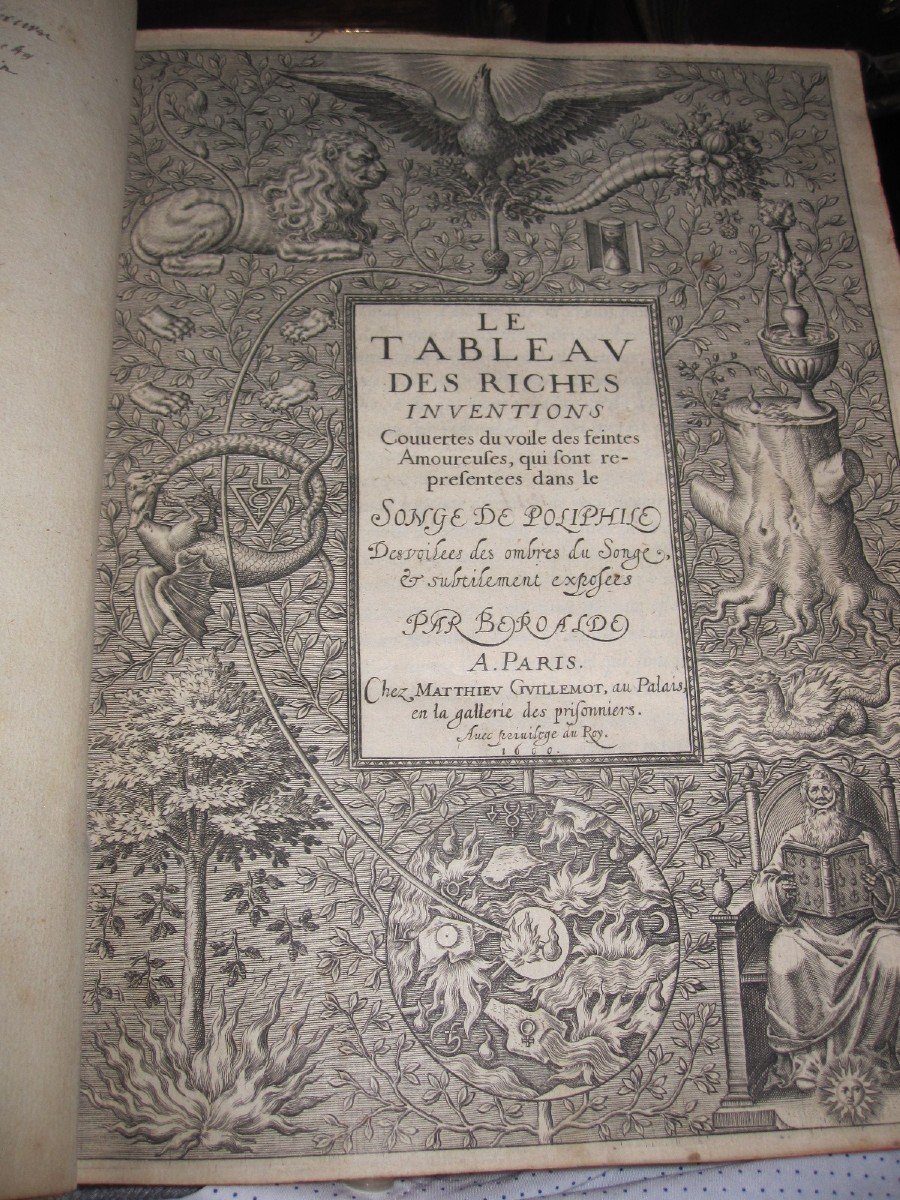 LE
TABLEAV
DES RICHES
INVENTIONS
Couuertes du voile des feintes
Amoureuſes, qui ſont re-
preſentees dans le
SONGE DE POLIPHILE
Desvoilees des ombres du Songe,
& subtilement exposees
PAR BEROALDE
A. PARIS.
Chez MATTHIEV GVILLEMOT, au Palais,
en la gallerie des priſonniers.
Auec priuilege du Roy.
1600.